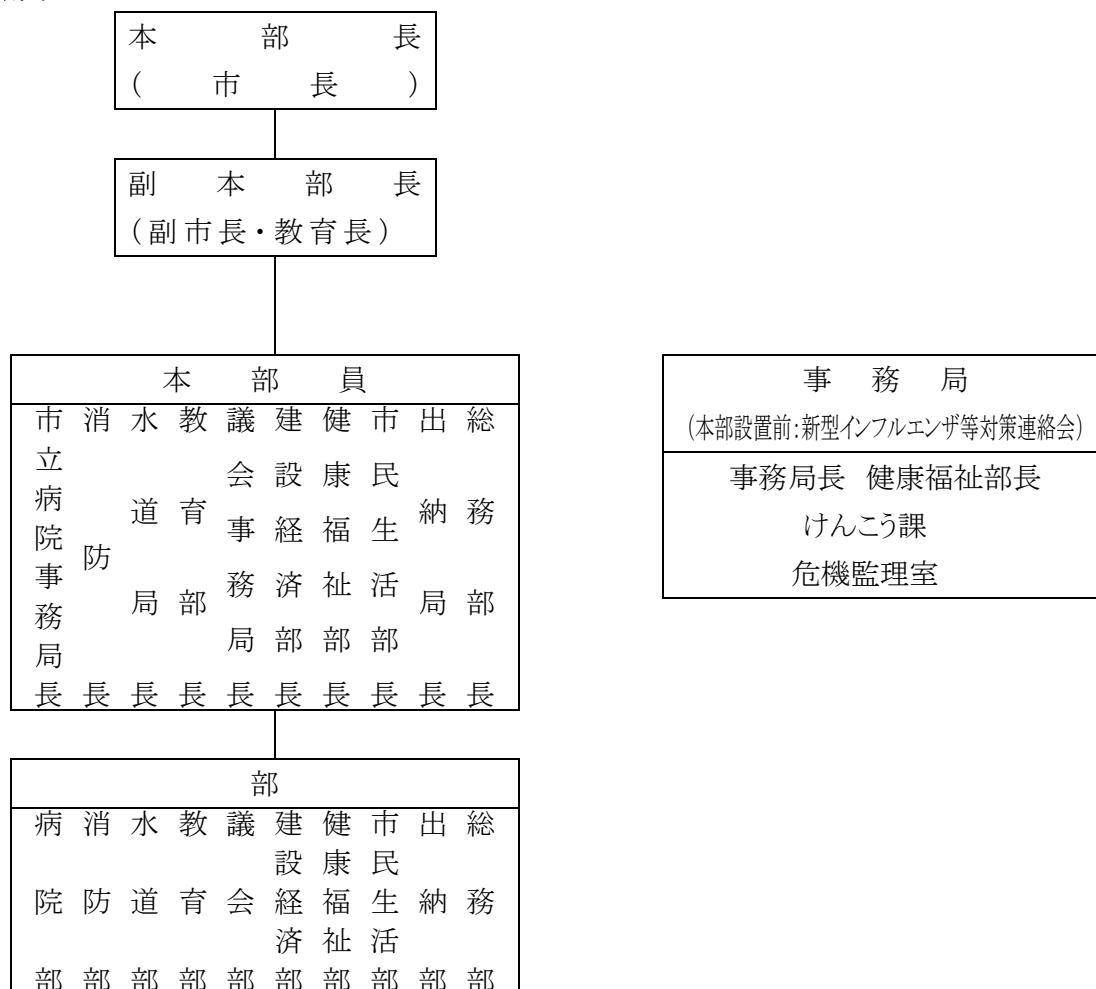 本部長
(市長)
副本部長
(副市長・教育長)
本部員
総務部長
出納局長
市民生活部長
健康福祉部長
建設経済部長
議会事務局長
教育部長
水道局長
消防長
市立病院事務局長
事務局
(本部設置前:新型インフルエンザ等対策連絡会)
事務局長 健康福祉部長
けんこう課
危機監理室
部
総務部
出納部
市民生活部
健康福祉部
建設経済部
議会部
教育部
水道部
消防部
病院部